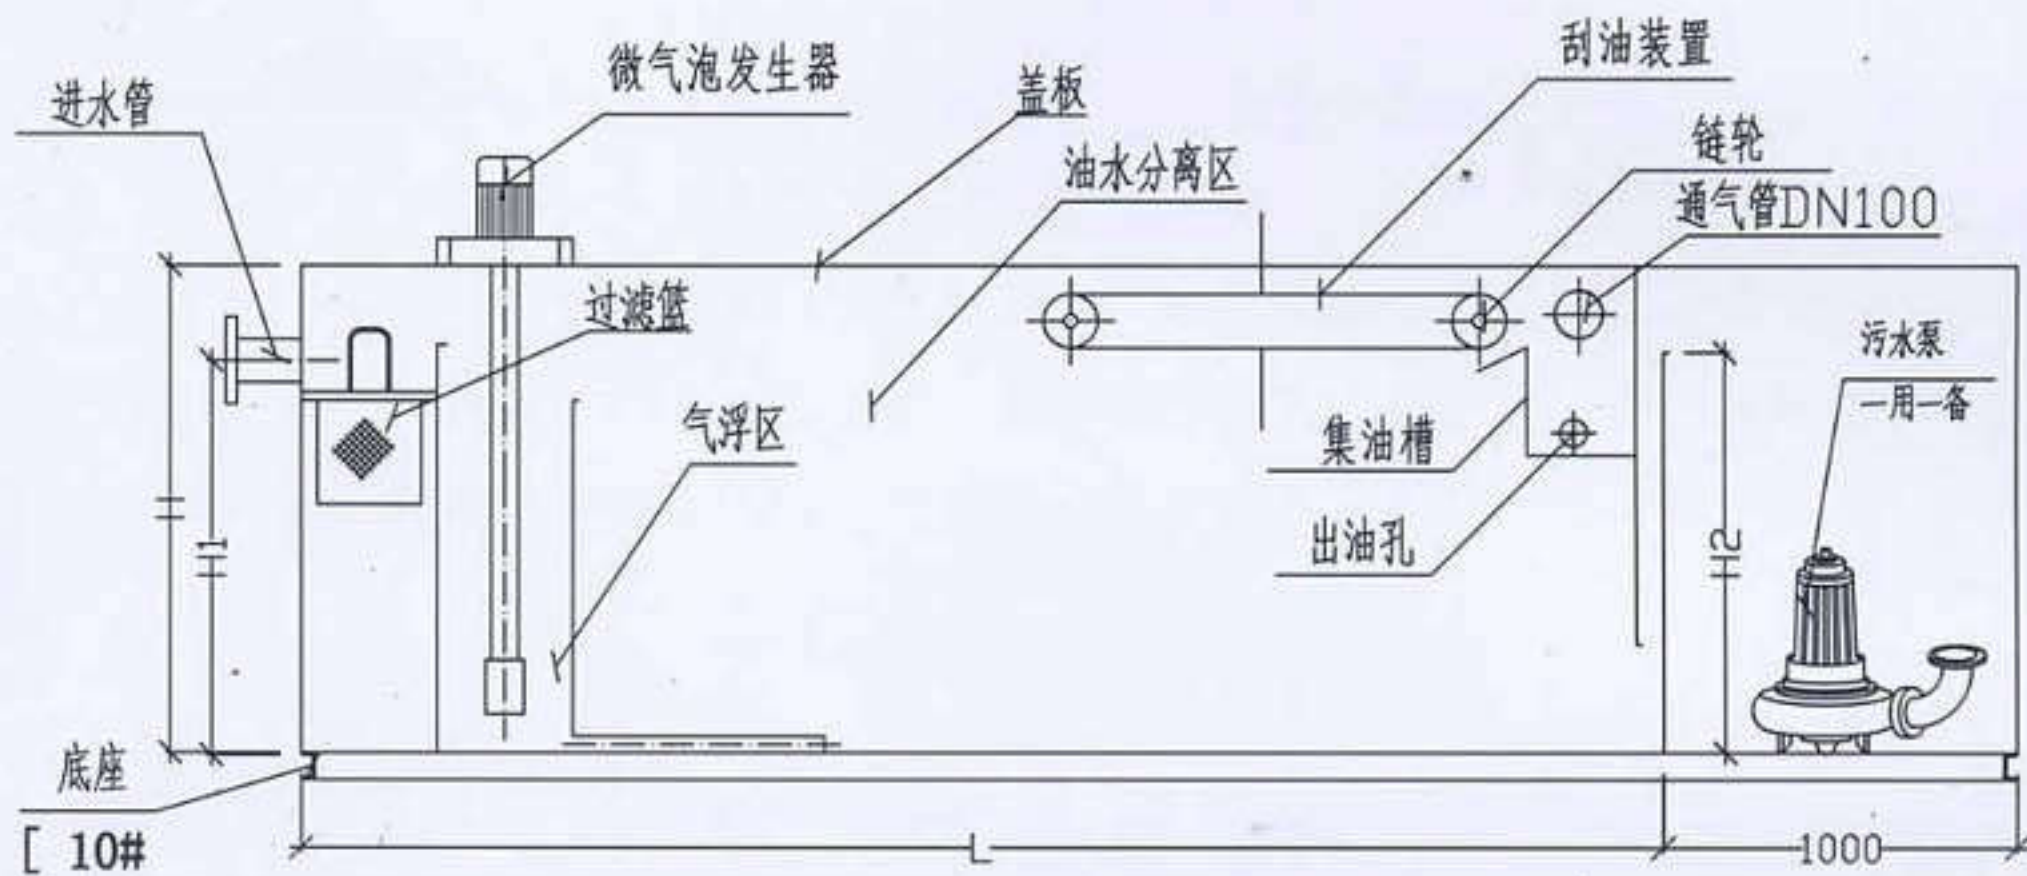 刮油装置
微气泡发生器
盖板
进水管
链轮
油水分离区
通气管DN100
过滤篮
污水泵
一用一备
气浮区
集油槽
出油孔
H
H1
H2
底座
[ 10#
L
1000